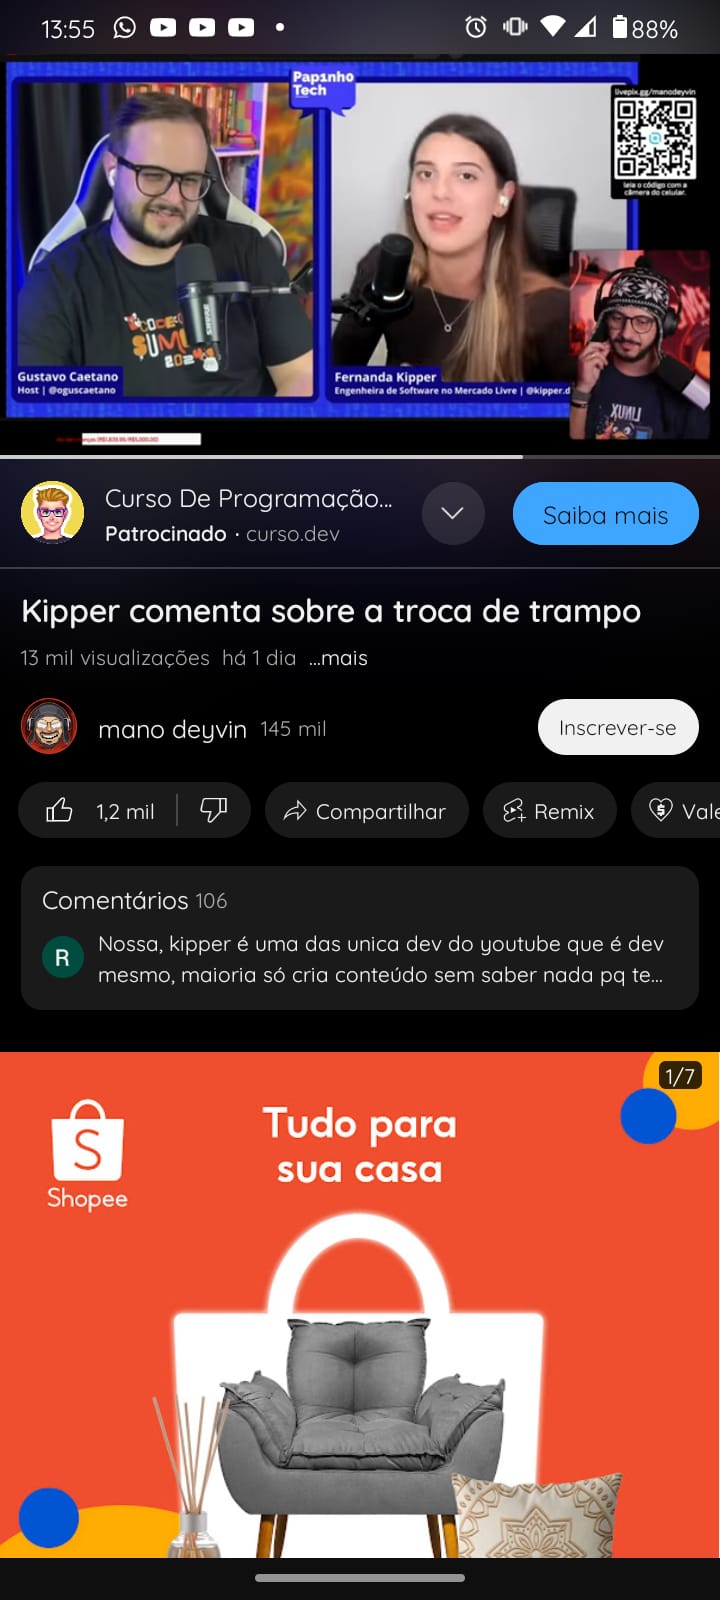 13:55
88%
Pap1nho
Tech
livepix.gg/manodeyvin
leia o código com a
câmera do celular.
SHURE
Gustavo Caetano
Host | @oguscaetano
Fernanda Kipper
Engenheira de Software no Mercado Livre | @kipper.d
LINUX
Curso De Programação...
Patrocinado · curso.dev
Saiba mais
Kipper comenta sobre a troca de trampo
13 mil visualizações há 1 dia ...mais
mano deyvin 145 mil
Inscrever-se
1,2 mil
Compartilhar
Remix
Vale
Comentários 106
R
Nossa, kipper é uma das unica dev do youtube que é dev
mesmo, maioria só cria conteúdo sem saber nada pq te...
1/7
S
Shopee
Tudo para
sua casa